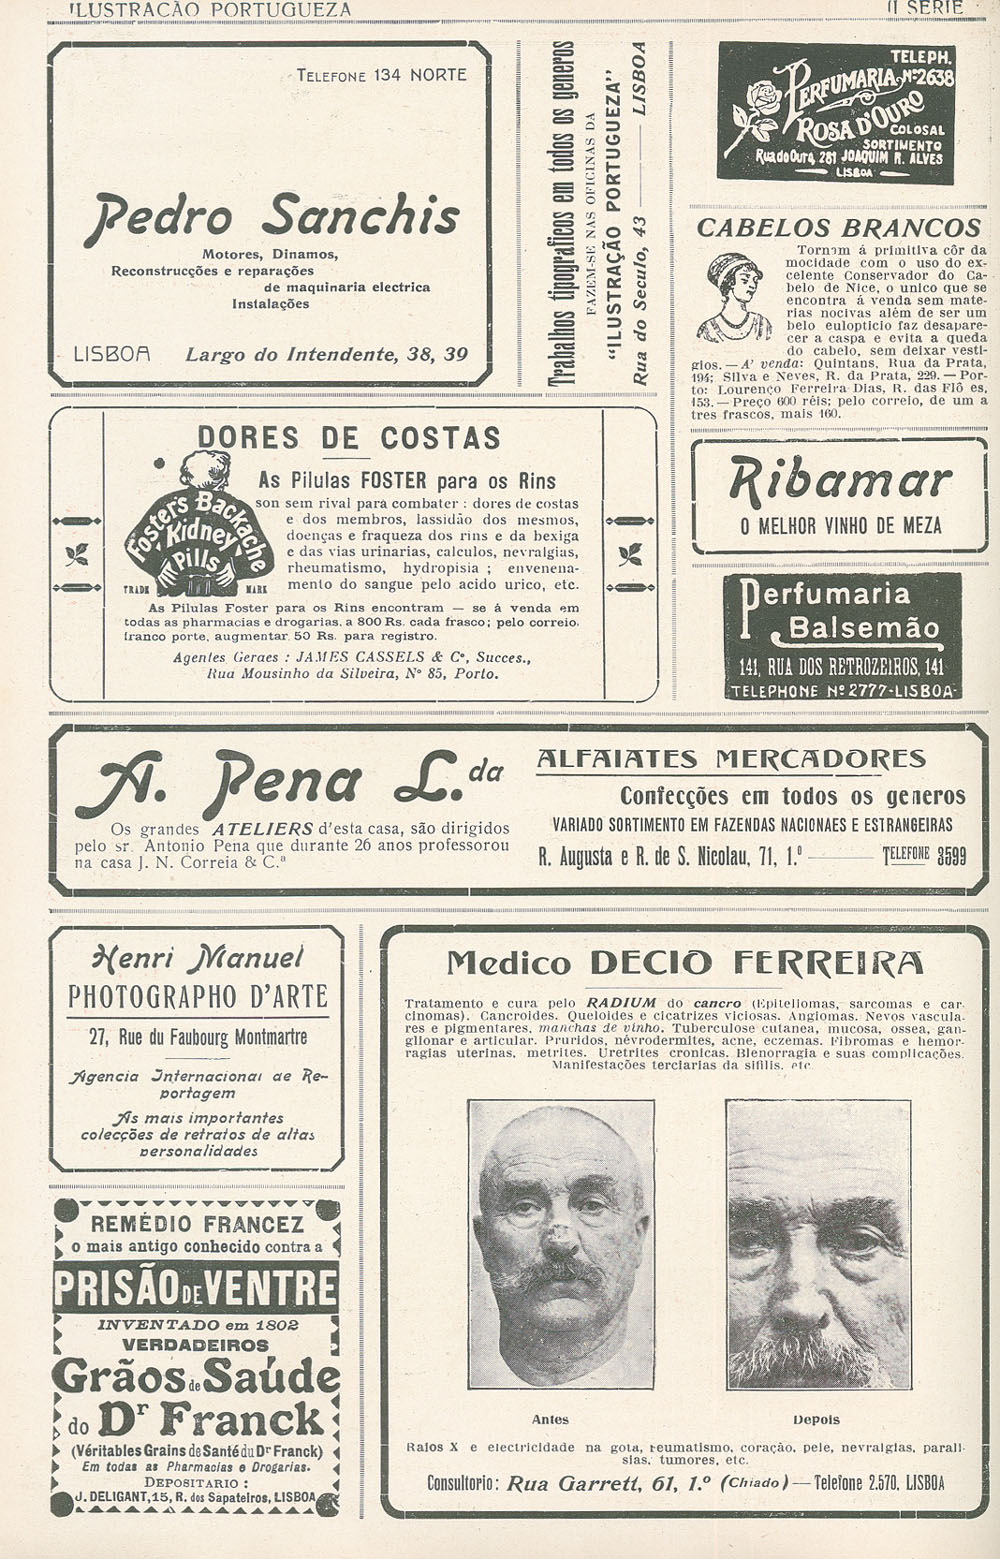 ILUSTRAÇÃO PORTUGUEZA
II SERIE
TELEFONE 134 NORTE
Pedro Sanchis
Motores, Dinamos,
Reconstrucções e reparações
de maquinaria electrica
Instalações
LISBOA Largo do Intendente, 38, 39
Trabalhos tipograficos em todos os generos
FAZEM-SE NAS OFICINAS DA
"ILUSTRAÇÃO PORTUGUEZA"
Rua do Seculo, 43 — LISBOA
TELEPH.
PERFUMARIA Nº 2638
ROSA D'OURO
COLOSAL
SORTIMENTO
Rua do Ouro, 281 JOAQUIM R. ALVES
LISBOA
CABELOS BRANCOS
Tornam á primitiva côr da
mocidade com o uso do ex-
celente Conservador do Ca-
belo de Nice, o unico que se
encontra á venda sem mate-
rias nocivas além de ser um
belo euloptício faz desapare-
cer a caspa e evita a queda
do cabelo, sem deixar vesti-
gios. — A' venda: Quintans, Rua da Prata,
194; Silva e Neves, R. da Prata, 229. — Por-
to: Lourenço Ferreira Dias, R. das Flô es,
153. — Preço 600 réis; pelo correio, de um a
tres frascos, mais 160.
DORES DE COSTAS
Foster's Backache
Kidney
Pills
TRADE MARK
As Pilulas FOSTER para os Rins
son sem rival para combater : dores de costas
e dos membros, lassidão dos mesmos,
doenças e fraqueza dos rins e da bexiga
e das vias urinarias, calculos, nevralgias,
rheumatismo, hydropisia ; envenena-
mento do sangue pelo acido urico, etc.
As Pilulas Foster para os Rins encontram — se á venda em
todas as pharmacias e drogarias, a 800 Rs. cada frasco; pelo correio,
franco porte, augmentar 50 Rs. para registro.
Agentes Geraes : JAMES CASSELS & Cº, Succes.,
Rua Mousinho da Silveira, Nº 85, Porto.
Ribamar
O MELHOR VINHO DE MEZA
Perfumaria
Balsemão
141, RUA DOS RETROZEIROS, 141
TELEPHONE Nº 2777-LISBOA
A. Pena L.da
Os grandes ATELIERS d'esta casa, são dirigidos
pelo sr. Antonio Pena que durante 26 anos professorou
na casa J. N. Correia & C.ª
ALFAIATES MERCADORES
Confecções em todos os generos
VARIADO SORTIMENTO EM FAZENDAS NACIONAES E ESTRANGEIRAS
R. Augusta e R. de S. Nicolau, 71, 1.º — TELEFONE 3599
Henri Manuel
PHOTOGRAPHO D'ARTE
27, Rue du Faubourg Montmartre
Agencia Internacional de Re-
portagem
As mais importantes
colecções de retratos de altas
personalidades
REMÉDIO FRANCEZ
o mais antigo conhecido contra a
PRISÃO DE VENTRE
INVENTADO em 1802
VERDADEIROS
Grãos de Saúde
do Dr Franck
(Véritables Grains de Santé du Dr Franck)
Em todas as Pharmacias e Drogarias.
DEPOSITARIO :
J. DELIGANT, 15, R. dos Sapateiros, LISBOA
Medico DECIO FERREIRA
Tratamento e cura pelo RADIUM do cancro (Epiteliomas, sarcomas e car-
cinomas). Cancroides. Queloides e cicatrizes viciosas. Angiomas. Nevos vascula-
res e pigmentares, manchas de vinho. Tuberculose cutanea, mucosa, ossea, gan-
glionar e articular. Pruridos, névrodermites, acne, eczemas. Fibromas e hemor-
ragias uterinas, metrites. Uretrites cronicas. Blenorragia e suas complicações.
Manifestações terciarias da sifilis, etc.
Antes
Depois
Raios X e electricidade na gota, reumatismo, coração, pele, nevralgias, parali-
sias, tumores, etc.
Consultorio: Rua Garrett, 61, 1.º (Chiado) — Telefone 2.570, LISBOA